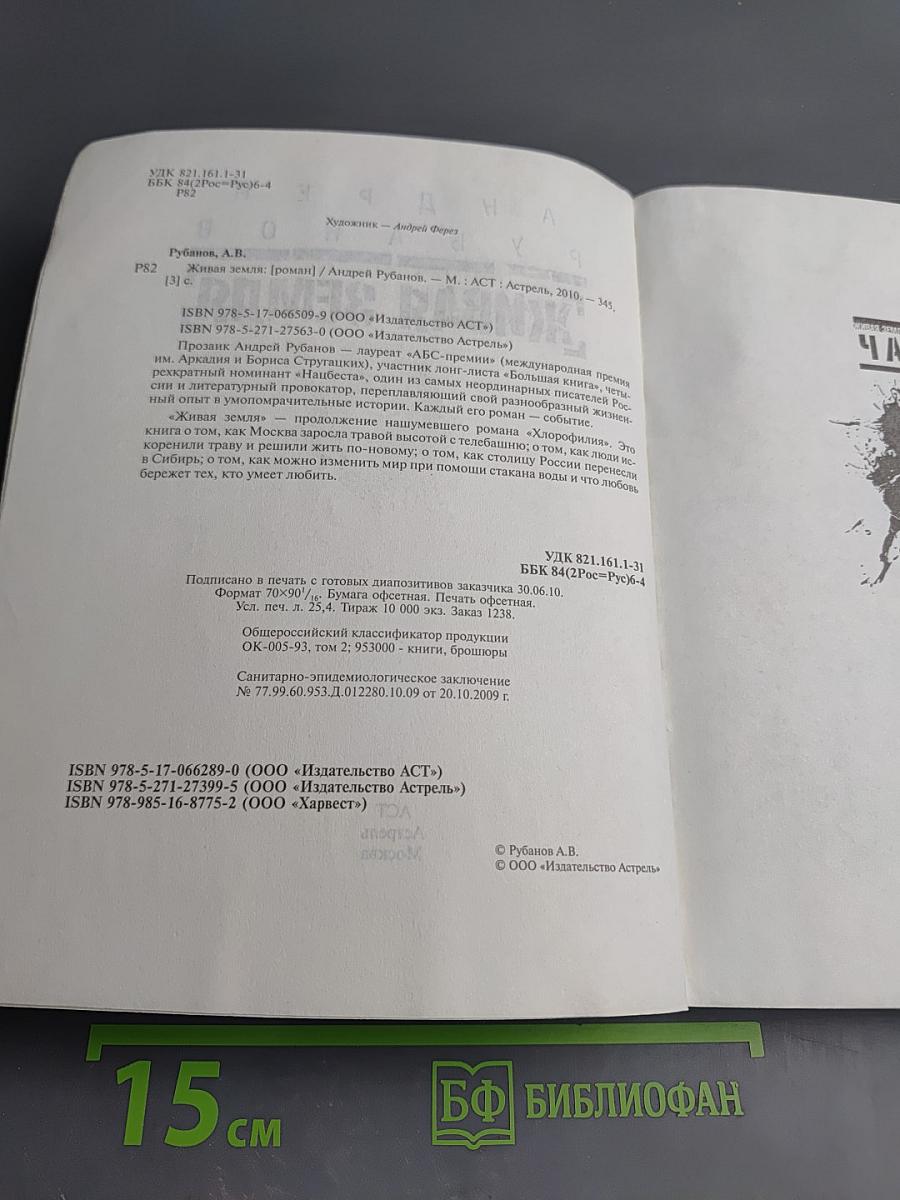 УДК 821.161.1-31
ББК 84(2Рос=Рус)6-4
Р82
Художник — Андрей Ферез
Рубанов, А.В.
Р82 Живая земля: [роман] / Андрей Рубанов. — М. : АСТ : Астрель, 2010. — 345,
[3] с.
ISBN 978-5-17-066509-9 (ООО «Издательство АСТ»)
ISBN 978-5-271-27563-0 (ООО «Издательство Астрель»)
Прозаик Андрей Рубанов — лауреат «АБС-премии» (международная премия
им. Аркадия и Бориса Стругацких), участник лонг-листа «Большая книга», четы-
рехкратный номинант «Нацбеста», один из самых неординарных писателей Рос-
сии и литературный провокатор, переплавляющий свой разнообразный жизнен-
ный опыт в умопомрачительные истории. Каждый его роман — событие.
«Живая земля» — продолжение нашумевшего романа «Хлорофилия». Это
книга о том, как Москва заросла травой высотой с телебашню; о том, как люди ис-
коренили траву и решили жить по-новому; о том, как столицу России перенесли
в Сибирь; о том, как можно изменить мир при помощи стакана воды и что любовь
бережет тех, кто умеет любить.
УДК 821.161.1-31
ББК 84(2Рос=Рус)6-4
Подписано в печать с готовых диапозитивов заказчика 30.06.10.
Формат 70×90 1/16. Бумага офсетная. Печать офсетная.
Усл. печ. л. 25,4. Тираж 10 000 экз. Заказ 1238.
Общероссийский классификатор продукции
ОК-005-93, том 2; 953000 - книги, брошюры
Санитарно-эпидемиологическое заключение
№ 77.99.60.953.Д.012280.10.09 от 20.10.2009 г.
ISBN 978-5-17-066289-0 (ООО «Издательство АСТ»)
ISBN 978-5-271-27399-5 (ООО «Издательство Астрель»)
ISBN 978-985-16-8775-2 (ООО «Харвест»)
АСТ
Астрель
Москва
© Рубанов А.В.
© ООО «Издательство Астрель»
ЖИВАЯ
ЧА
15 см
БФ БИБЛИОФАН